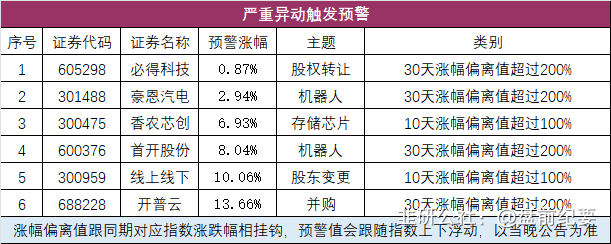 严重异动触发预警
序号 证券代码 证券名称 预警涨幅 主题 类别
1 605298 必得科技 0.87% 股权转让 30天涨幅偏离值超过200%
2 301488 豪恩汽电 2.94% 机器人 30天涨幅偏离值超过200%
3 300475 香农芯创 6.93% 存储芯片 10天涨幅偏离值超过100%
4 600376 首开股份 8.04% 机器人 30天涨幅偏离值超过200%
5 300959 线上线下 10.06% 股东变更 10天涨幅偏离值超过100%
6 688228 开普云 13.66% 并购 30天涨幅偏离值超过200%
涨幅偏离值跟同期对应指数涨跌幅相挂钩，预警值会跟随指数上下浮动，以当晚公告为准
韭研公社：@盘前纪要